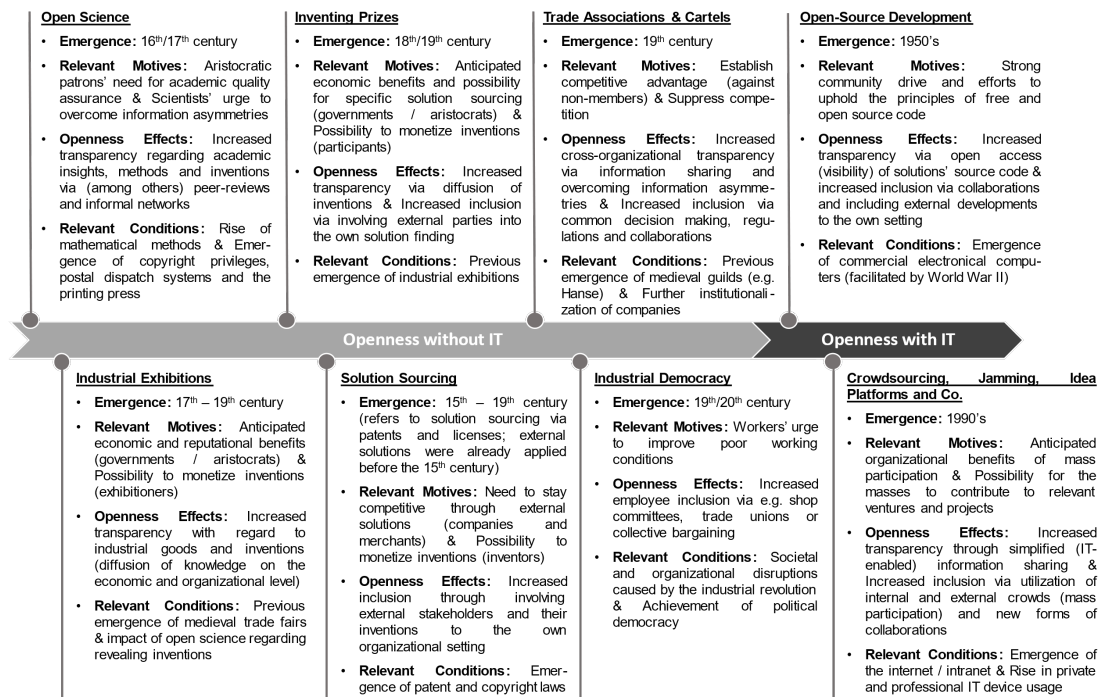 Open Science
• Emergence: 16th/17th century
• Relevant Motives: Aristocratic
patrons' need for academic quality
assurance & Scientists' urge to
overcome information asymmetries
• Openness Effects: Increased
transparency regarding academic
insights, methods and inventions
via (among others) peer-reviews
and informal networks
• Relevant Conditions: Rise of
mathematical methods & Emer-
gence of copyright privileges,
postal dispatch systems and the
printing press
Inventing Prizes
• Emergence: 18th/19th century
• Relevant Motives: Anticipated
economic benefits and possibility
for specific solution sourcing
(governments / aristocrats) &
Possibility to monetize inventions
(participants)
• Openness Effects: Increased
transparency via diffusion of
inventions & Increased inclusion
via involving external parties into
the own solution finding
• Relevant Conditions: Previous
emergence of industrial exhibitions
Trade Associations & Cartels
• Emergence: 19th century
• Relevant Motives: Establish
competitive advantage (against
non-members) & Suppress compe-
tition
• Openness Effects: Increased
cross-organizational transparency
via information sharing and
overcoming information asymme-
tries & Increased inclusion via
common decision making, regu-
lations and collaborations
• Relevant Conditions: Previous
emergence of medieval guilds (e.g.
Hanse) & Further institutionali-
zation of companies
Open-Source Development
• Emergence: 1950's
• Relevant Motives: Strong
community drive and efforts to
uphold the principles of free and
open source code
• Openness Effects: Increased
transparency via open access
(visibility) of solutions' source code &
increased inclusion via collaborations
and including external developments
to the own setting
• Relevant Conditions: Emergence
of commercial electronical compu-
ters (facilitated by World War II)
Openness without IT
Openness with IT
Industrial Exhibitions
• Emergence: 17th – 19th century
• Relevant Motives: Anticipated
economic and reputational benefits
(governments / aristocrats) &
Possibility to monetize inventions
(exhibitioners)
• Openness Effects: Increased
transparency with regard to
industrial goods and inventions
(diffusion of knowledge on the
economic and organizational level)
• Relevant Conditions: Previous
emergence of medieval trade fairs
& impact of open science regarding
revealing inventions
Solution Sourcing
• Emergence: 15th – 19th century
(refers to solution sourcing via
patents and licenses; external
solutions were already applied
before the 15th century)
• Relevant Motives: Need to stay
competitive through external
solutions (companies and
merchants) & Possibility to
monetize inventions (inventors)
• Openness Effects: Increased
inclusion through involving
external stakeholders and their
inventions to the own
organizational setting
• Relevant Conditions: Emer-
gence of patent and copyright laws
Industrial Democracy
• Emergence: 19th/20th century
• Relevant Motives: Workers' urge
to improve poor working
conditions
• Openness Effects: Increased
employee inclusion via e.g. shop
committees, trade unions or
collective bargaining
• Relevant Conditions: Societal
and organizational disruptions
caused by the industrial revolution
& Achievement of political
democracy
Crowdsourcing, Jamming, Idea
Platforms and Co.
• Emergence: 1990's
• Relevant Motives: Anticipated
organizational benefits of mass
participation & Possibility for the
masses to contribute to relevant
ventures and projects
• Openness Effects: Increased
transparency through simplified (IT-
enabled) information sharing &
Increased inclusion via utilization of
internal and external crowds (mass
participation) and new forms of
collaborations
• Relevant Conditions: Emergence of
the internet / intranet & Rise in private
and professional IT device usage